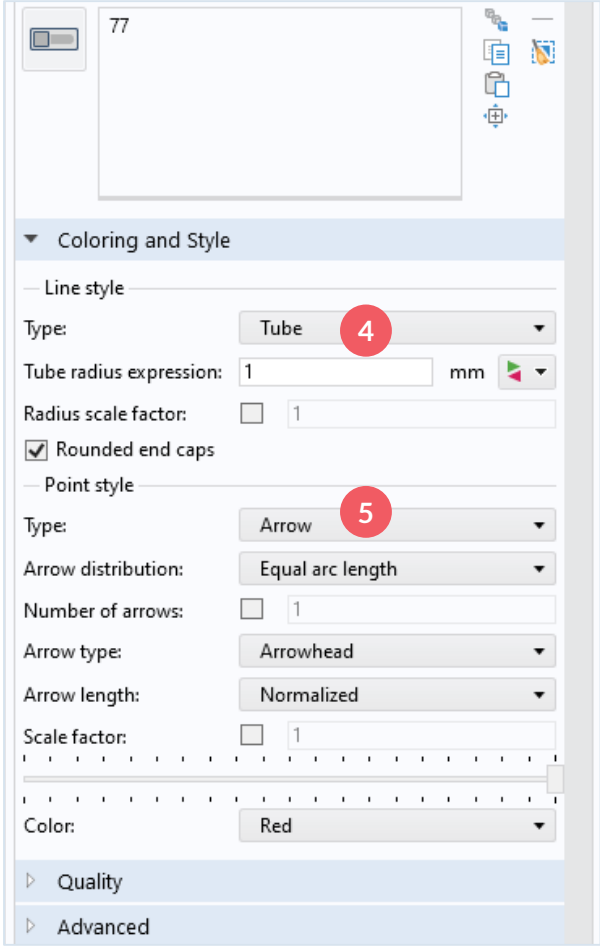 77
Coloring and Style
Line style
Type: Tube 4
Tube radius expression: 1 mm
Radius scale factor: 1
Rounded end caps
Point style
5
Type: Arrow
Arrow distribution: Equal arc length
Number of arrows: 1
Arrow type: Arrowhead
Arrow length: Normalized
Scale factor: 1
Color: Red
Quality
Advanced